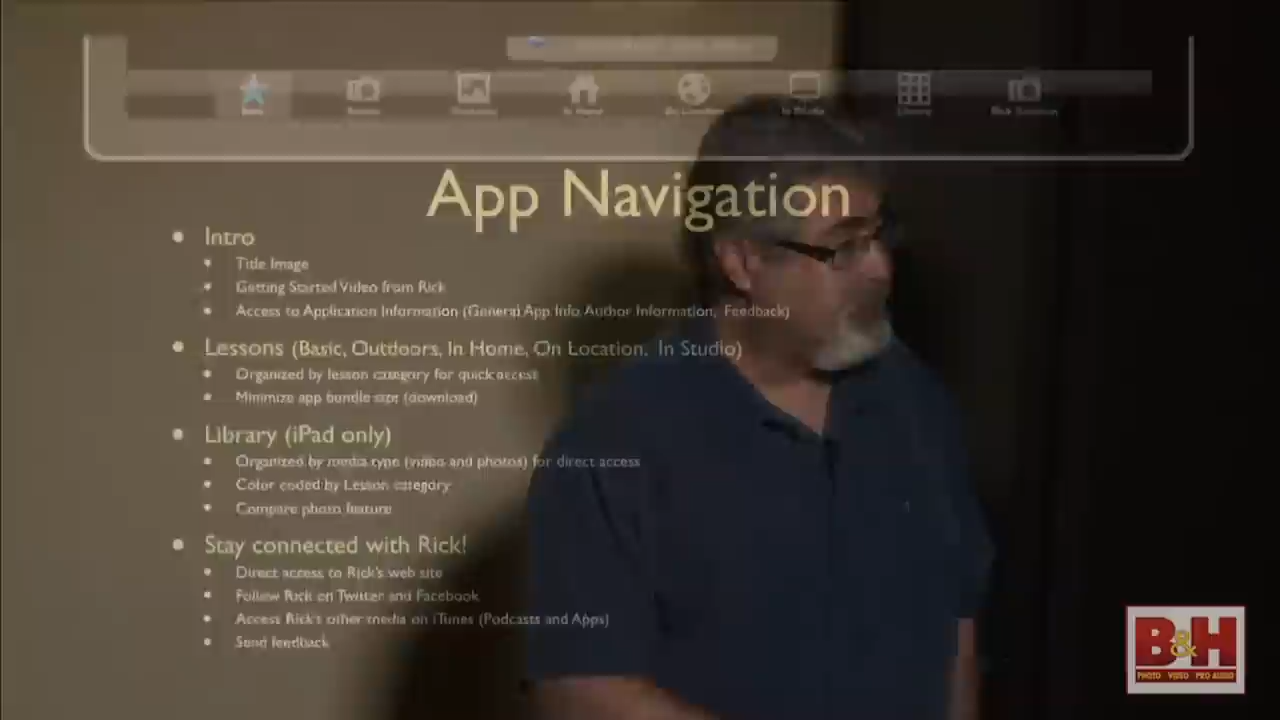 Intro
Library
App Navigation
Intro
Title Image
Getting Started Video from Rick
Access to Application Information (General App Info, Author Information, Feedback)
Lessons (Basic, Outdoors, In Home, On Location, In Studio)
Organized by lesson category for quick access
Minimize app bundle size (download)
Library (iPad only)
Organized by media type (video and photos) for direct access
Color coded by Lesson category
Compare photo feature
Stay connected with Rick!
Direct access to Rick's web site
Follow Rick on Twitter and Facebook
Access Rick's other media on iTunes (Podcasts and Apps)
Send feedback
B&H
PHOTO VIDEO PRO AUDIO